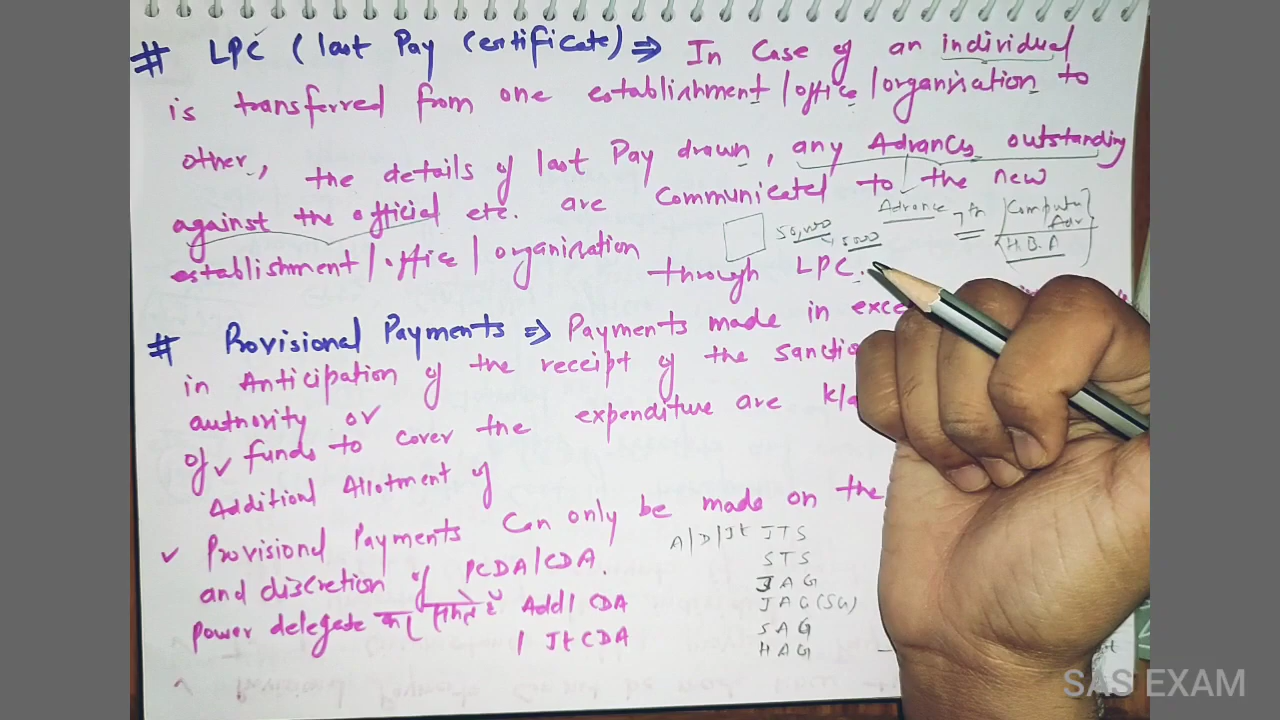 # LPC (last Pay Certificate) ⇒ In Case of an individual
is transferred from one establishment / office / organisation to
other, the details of last Pay drawn, any Advances outstanding
against the official etc. are communicated to the new
establishment / office / organisation through LPC.
50,000 5000 Advance Computer Adv
H.B.A
# Provisional Payments ⇒ Payments made in exce
in Anticipation of the receipt of the Sanctio
authority or
of funds to cover the expenditure are k/a
Additional Allotment of
✓ Provisional Payments Can only be made on the
and discretion of PCDA/CDA.
power delegate Addl CDA
/ Jt CDA
A/D/Jt JTS
STS
JAG
JAG(SG)
SAG
HAG
SAS EXAM